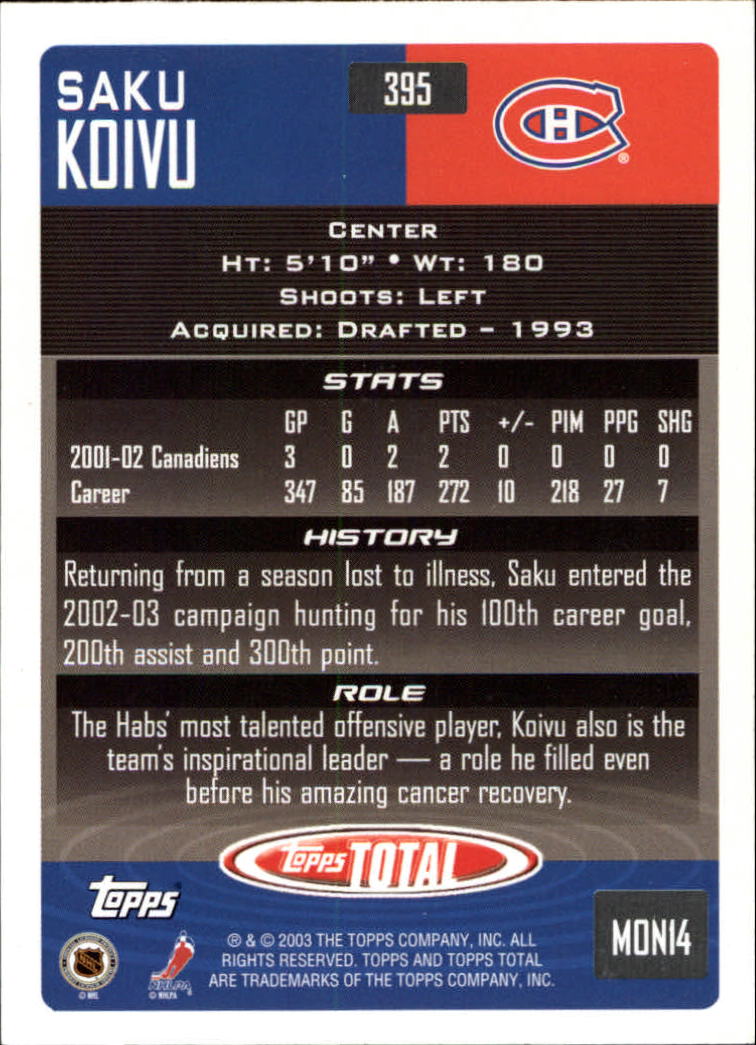 SAKU
KOIVU
395
CH
®
CENTER
HT: 5'10" • WT: 180
SHOOTS: LEFT
ACQUIRED: DRAFTED – 1993
STATS
GP G A PTS +/- PIM PPG SHG
2001-02 Canadiens 3 0 2 2 0 0 0 0
Career 347 85 187 272 10 218 27 7
HISTORY
Returning from a season lost to illness, Saku entered the
2002-03 campaign hunting for his 100th career goal,
200th assist and 300th point.
ROLE
The Habs' most talented offensive player, Koivu also is the
team's inspirational leader — a role he filled even
before his amazing cancer recovery.
topps TOTAL
topps
MON14
® & © 2003 THE TOPPS COMPANY, INC. ALL
RIGHTS RESERVED. TOPPS AND TOPPS TOTAL
ARE TRADEMARKS OF THE TOPPS COMPANY, INC.
NHL
© NHL
NHLPA
© NHLPA